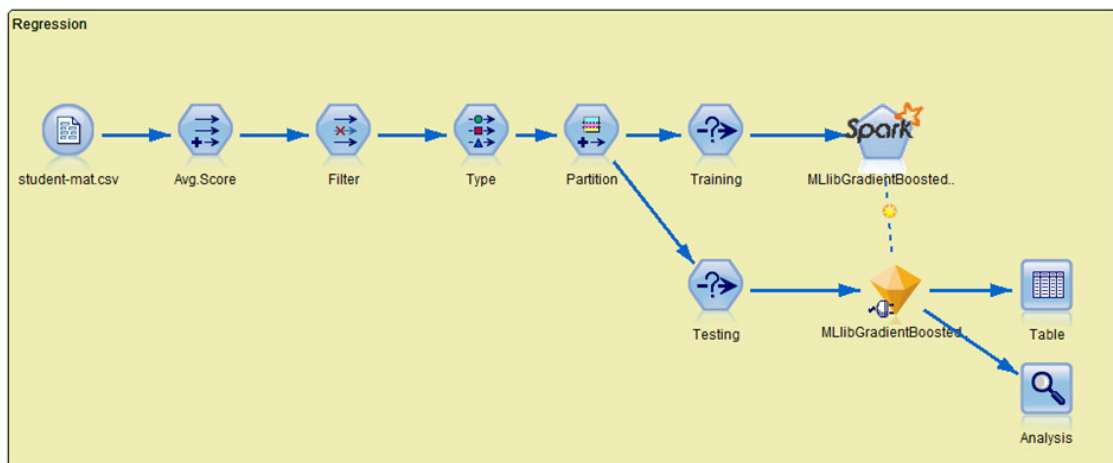 Regression
student-mat.csv
Avg.Score
Filter
Type
Partition
Training
Spark
MLlibGradientBoosted..
Testing
MLlibGradientBoosted..
Table
Analysis